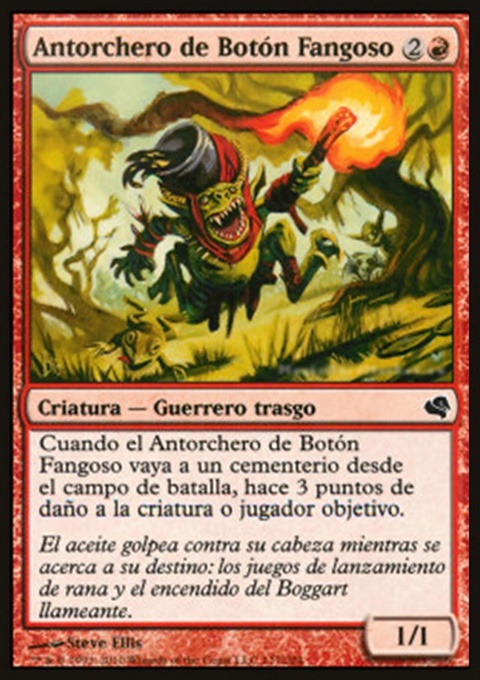 Antorchero de Botón Fangoso 2
Criatura — Guerrero trasgo
Cuando el Antorchero de Botón
Fangoso vaya a un cementerio desde
el campo de batalla, hace 3 puntos de
daño a la criatura o jugador objetivo.
El aceite golpea contra su cabeza mientras se
acerca a su destino: los juegos de lanzamiento
de rana y el encendido del Boggart
llameante.
1/1
Steve Ellis